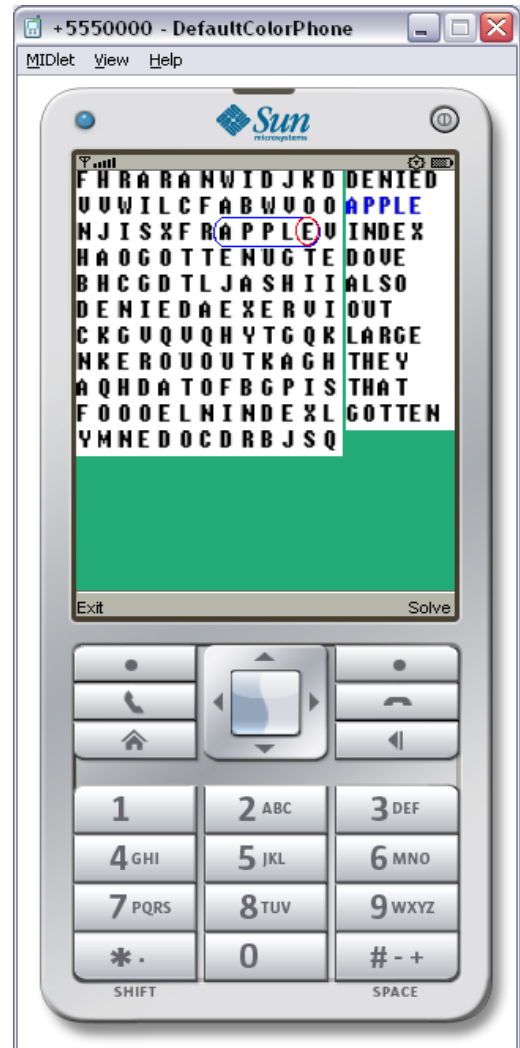 +5550000 - DefaultColorPhone
MIDlet View Help
Sun
microsystems
F H R A R A N W I D J K D DENIED
V V W I L C F A B W V O O APPLE
N J I S X F R A P P L E V INDEX
H A O G O T T E N U G T E DOVE
B H C G D T L J A S H I I ALSO
D E N I E D A E X E R V I OUT
C K G V Q V Q H Y T G Q K LARGE
N K E R O U O U T K A G H THEY
A Q H D A T O F B G P I S THAT
F O O O E L N I N D E X L GOTTEN
Y M N E D O C D R B J S Q
Exit Solve
1 2 ABC 3 DEF
4 GHI 5 JKL 6 MNO
7 PQRS 8 TUV 9 WXYZ
* . 0 # - +
SHIFT SPACE